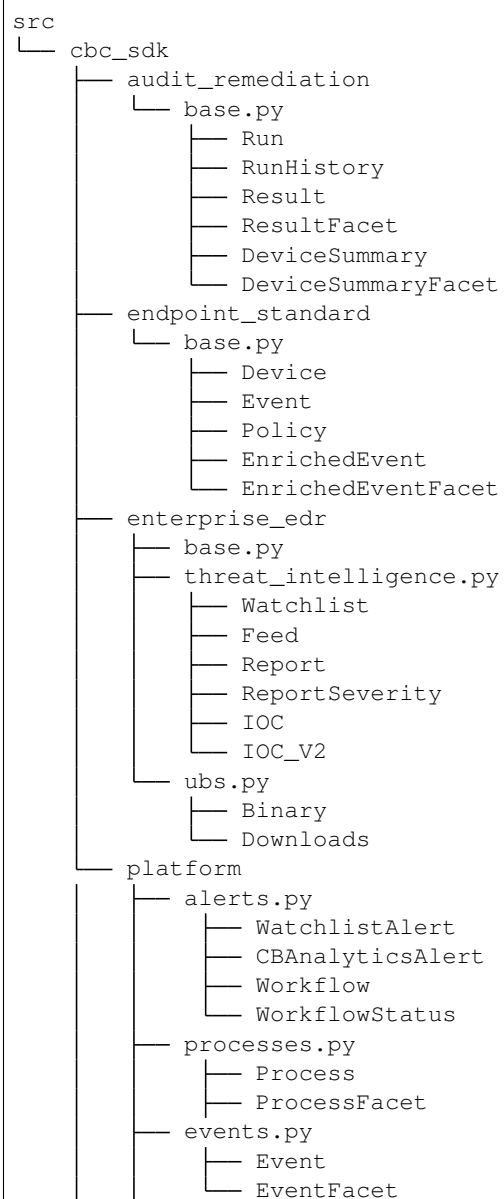 src
└── cbc_sdk
    ├── audit_remediation
    │   └── base.py
    │       ├── Run
    │       ├── RunHistory
    │       ├── Result
    │       ├── ResultFacet
    │       ├── DeviceSummary
    │       └── DeviceSummaryFacet
    ├── endpoint_standard
    │   └── base.py
    │       ├── Device
    │       ├── Event
    │       ├── Policy
    │       ├── EnrichedEvent
    │       └── EnrichedEventFacet
    ├── enterprise_edr
    │   ├── base.py
    │   ├── threat_intelligence.py
    │   │   ├── Watchlist
    │   │   ├── Feed
    │   │   ├── Report
    │   │   ├── ReportSeverity
    │   │   ├── IOC
    │   │   └── IOC_V2
    │   └── ubs.py
    │       ├── Binary
    │       └── Downloads
    └── platform
    │   ├── alerts.py
    │   │   ├── WatchlistAlert
    │   │   ├── CBAnalyticsAlert
    │   │   ├── Workflow
    │   │   └── WorkflowStatus
    │   ├── processes.py
    │   │   ├── Process
    │   │   ├── ProcessFacet
    │   ├── events.py
    │   │   ├── Event
    │   │   └── EventFacet